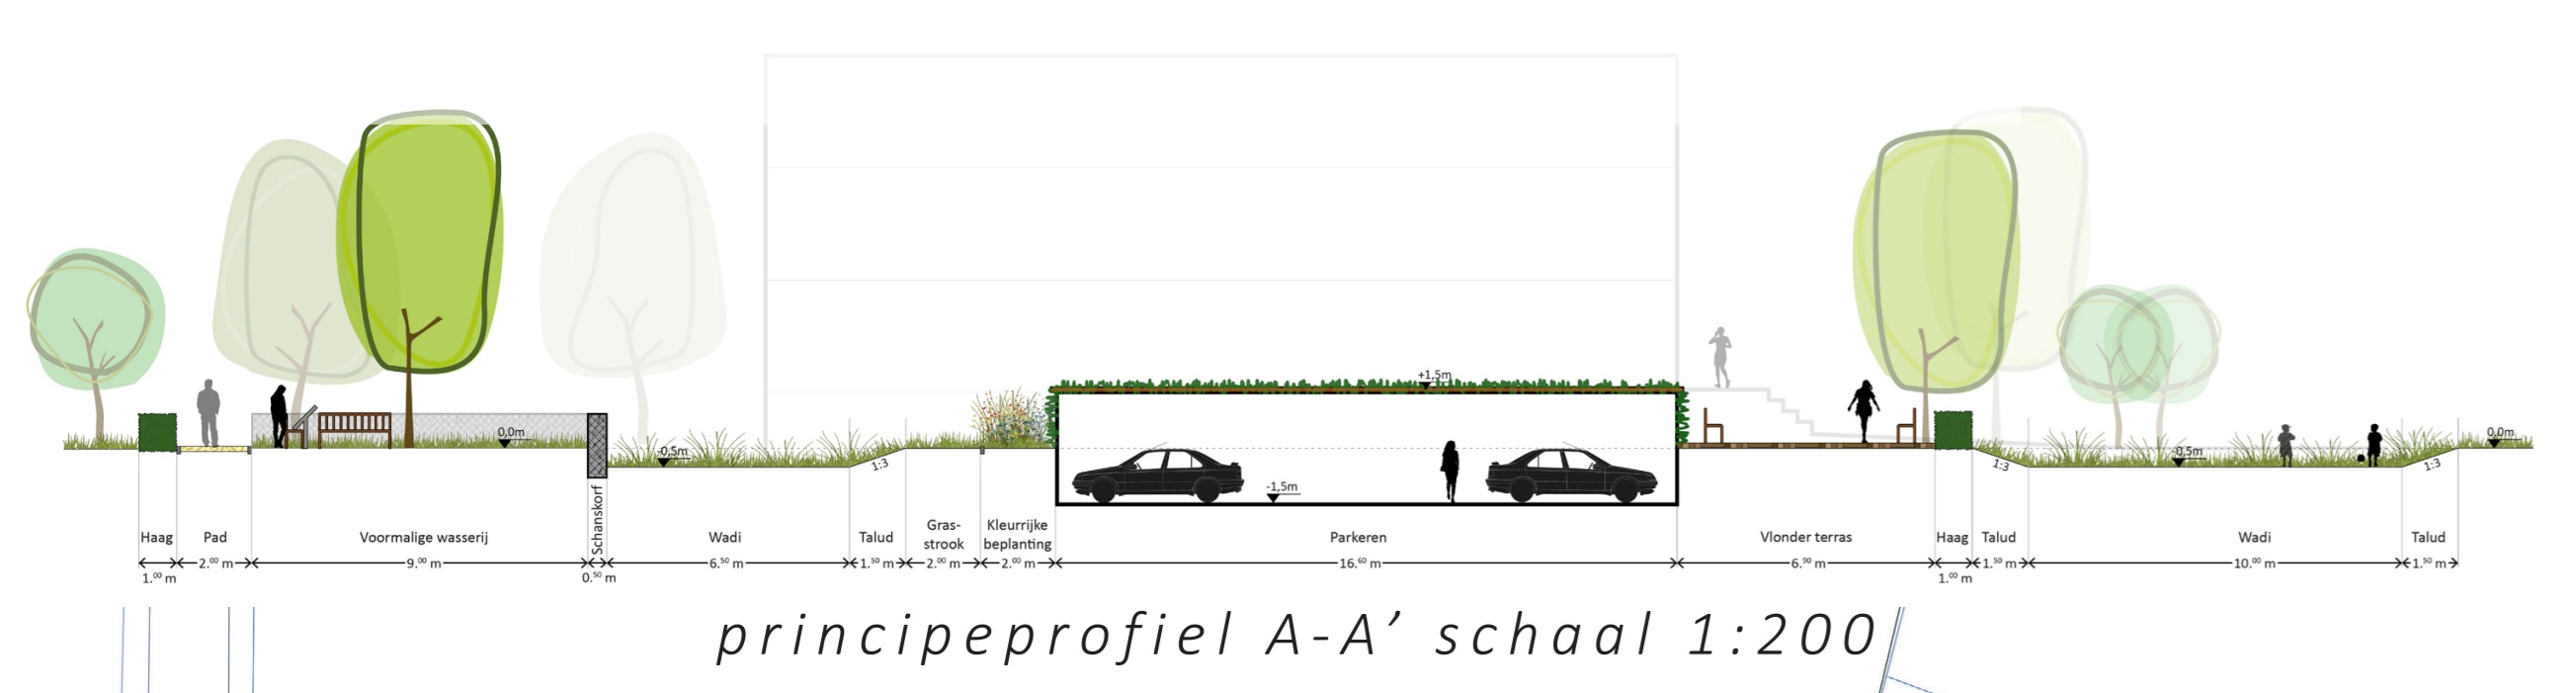 +1,5m
0,0m
-0,5m
1:3
-1,5m
1:3
-0,5m
1:3
0,0m
Haag
Pad
Voormalige wasserij
Schanskorf
Wadi
Talud
Gras-
strook
Kleurrijke
beplanting
Parkeren
Vlonder terras
Haag
Talud
Wadi
Talud
1.⁰⁰ m
2.⁰⁰ m
9.⁰⁰ m
0.⁵⁰ m
6.⁵⁰ m
1.⁵⁰ m
2.⁰⁰ m
2.⁰⁰ m
16.⁶⁰ m
6.⁹⁰ m
1.⁰⁰ m
1.⁵⁰ m
10.⁰⁰ m
1.⁵⁰ m
principeprofiel A-A’ schaal 1:200